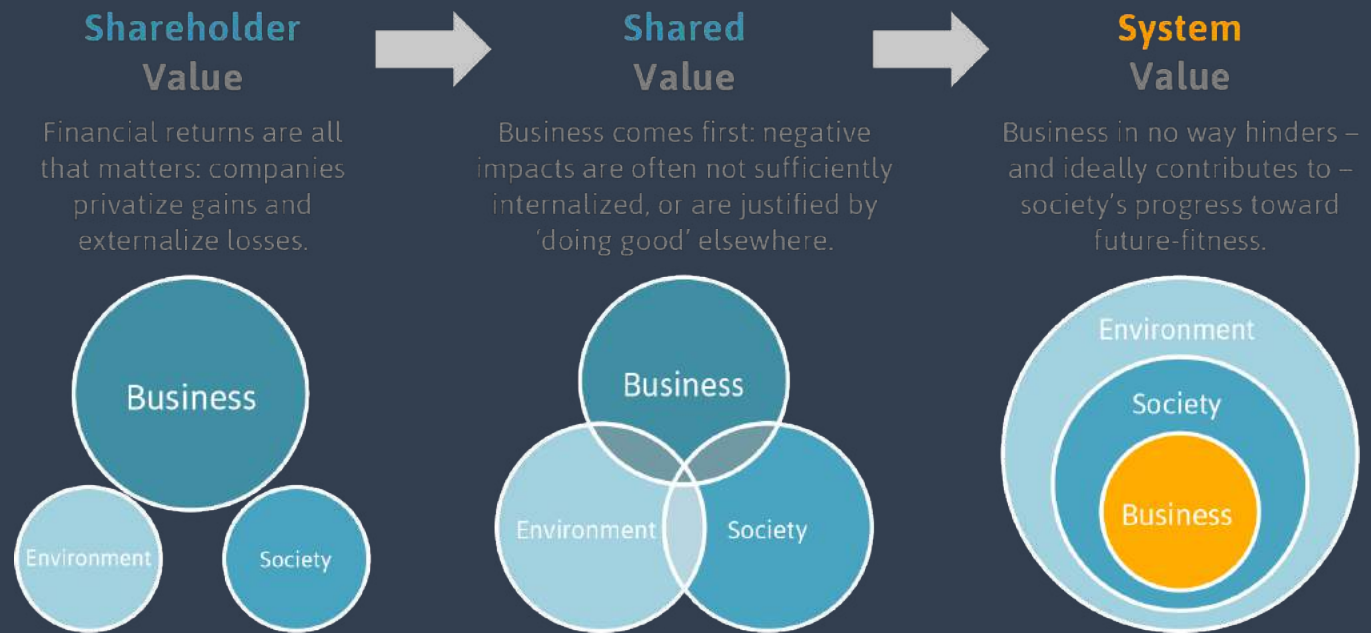 Shareholder
Value
Financial returns are all
that matters: companies
privatize gains and
externalize losses.
Business
Environment
Society
Shared
Value
Business comes first: negative
impacts are often not sufficiently
internalized, or are justified by
‘doing good’ elsewhere.
Business
Environment
Society
System
Value
Business in no way hinders –
and ideally contributes to –
society’s progress toward
future-fitness.
Environment
Society
Business